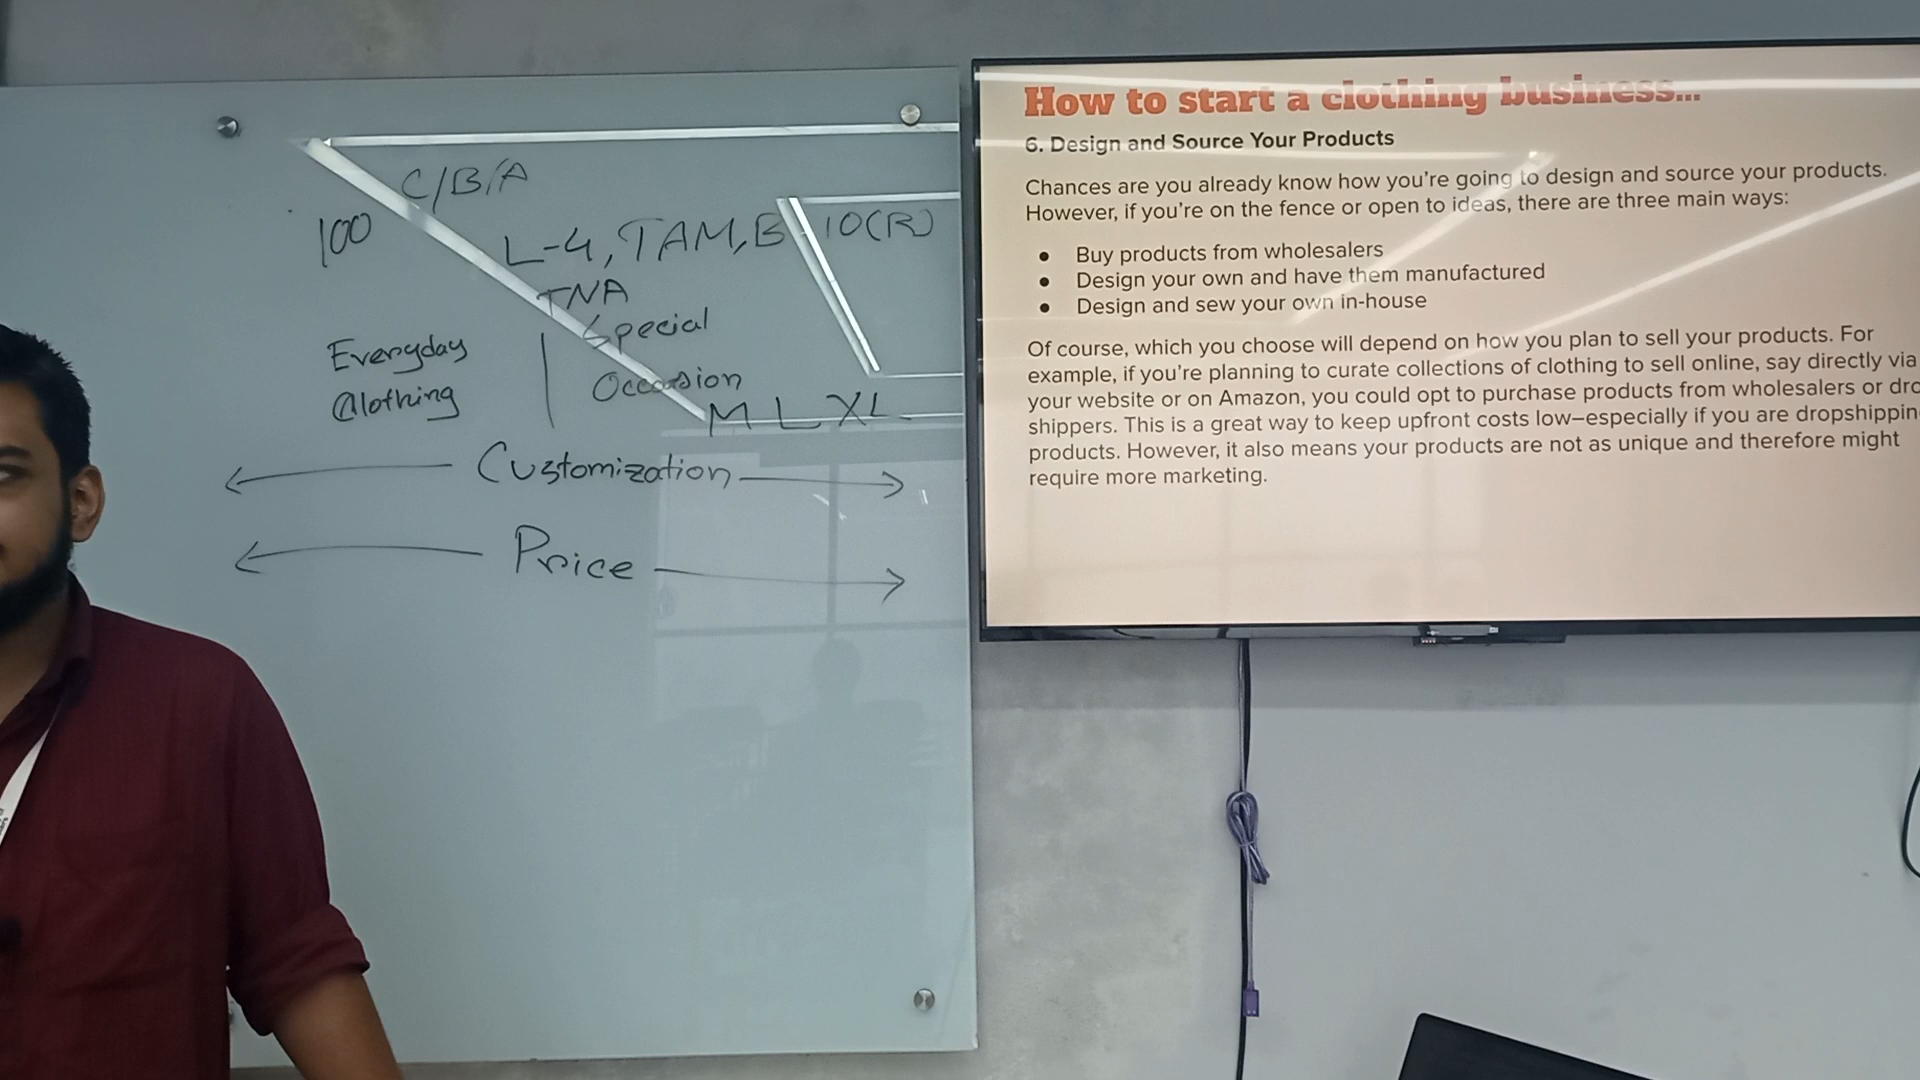 C/B/A
100
L-4, TAM, B-10(R)
TNA
Everyday
Clothing
Special
Occasion
M L XL
Customization
Price
How to start a clothing business...
6. Design and Source Your Products
Chances are you already know how you're going to design and source your products.
However, if you're on the fence or open to ideas, there are three main ways:
● Buy products from wholesalers
● Design your own and have them manufactured
● Design and sew your own in-house
Of course, which you choose will depend on how you plan to sell your products. For
example, if you're planning to curate collections of clothing to sell online, say directly via
your website or on Amazon, you could opt to purchase products from wholesalers or dro
shippers. This is a great way to keep upfront costs low—especially if you are dropshippin
products. However, it also means your products are not as unique and therefore might
require more marketing.